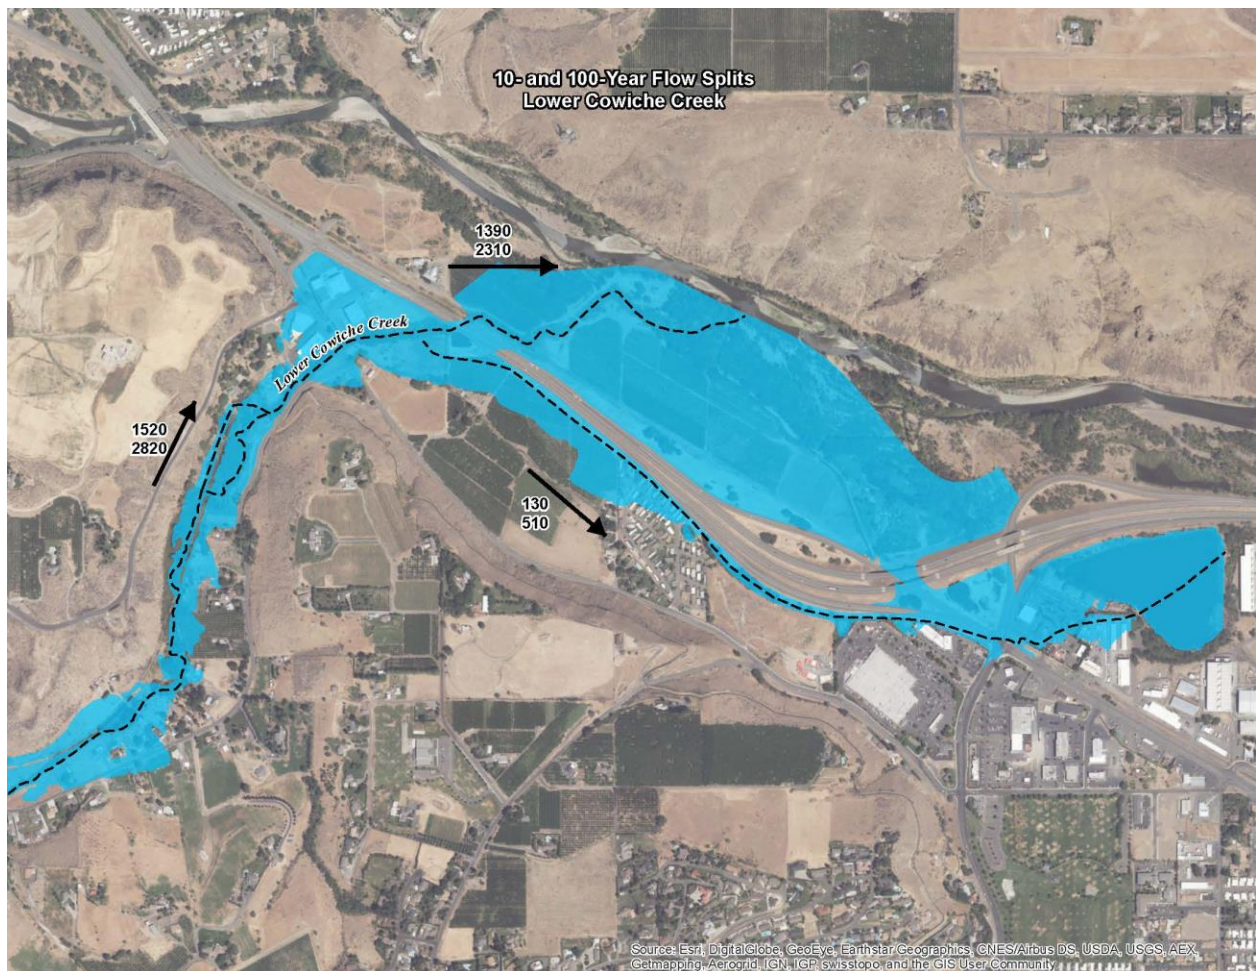 10- and 100-Year Flow Splits
Lower Cowiche Creek
1390
2310
Lower Cowiche Creek
1520
2820
130
510
Source: Esri, DigitalGlobe, GeoEye, Earthstar Geographics, CNES/Airbus DS, USDA, USGS, AEX,
Getmapping, Aerogrid, IGN, IGP, swisstopo, and the GIS User Community